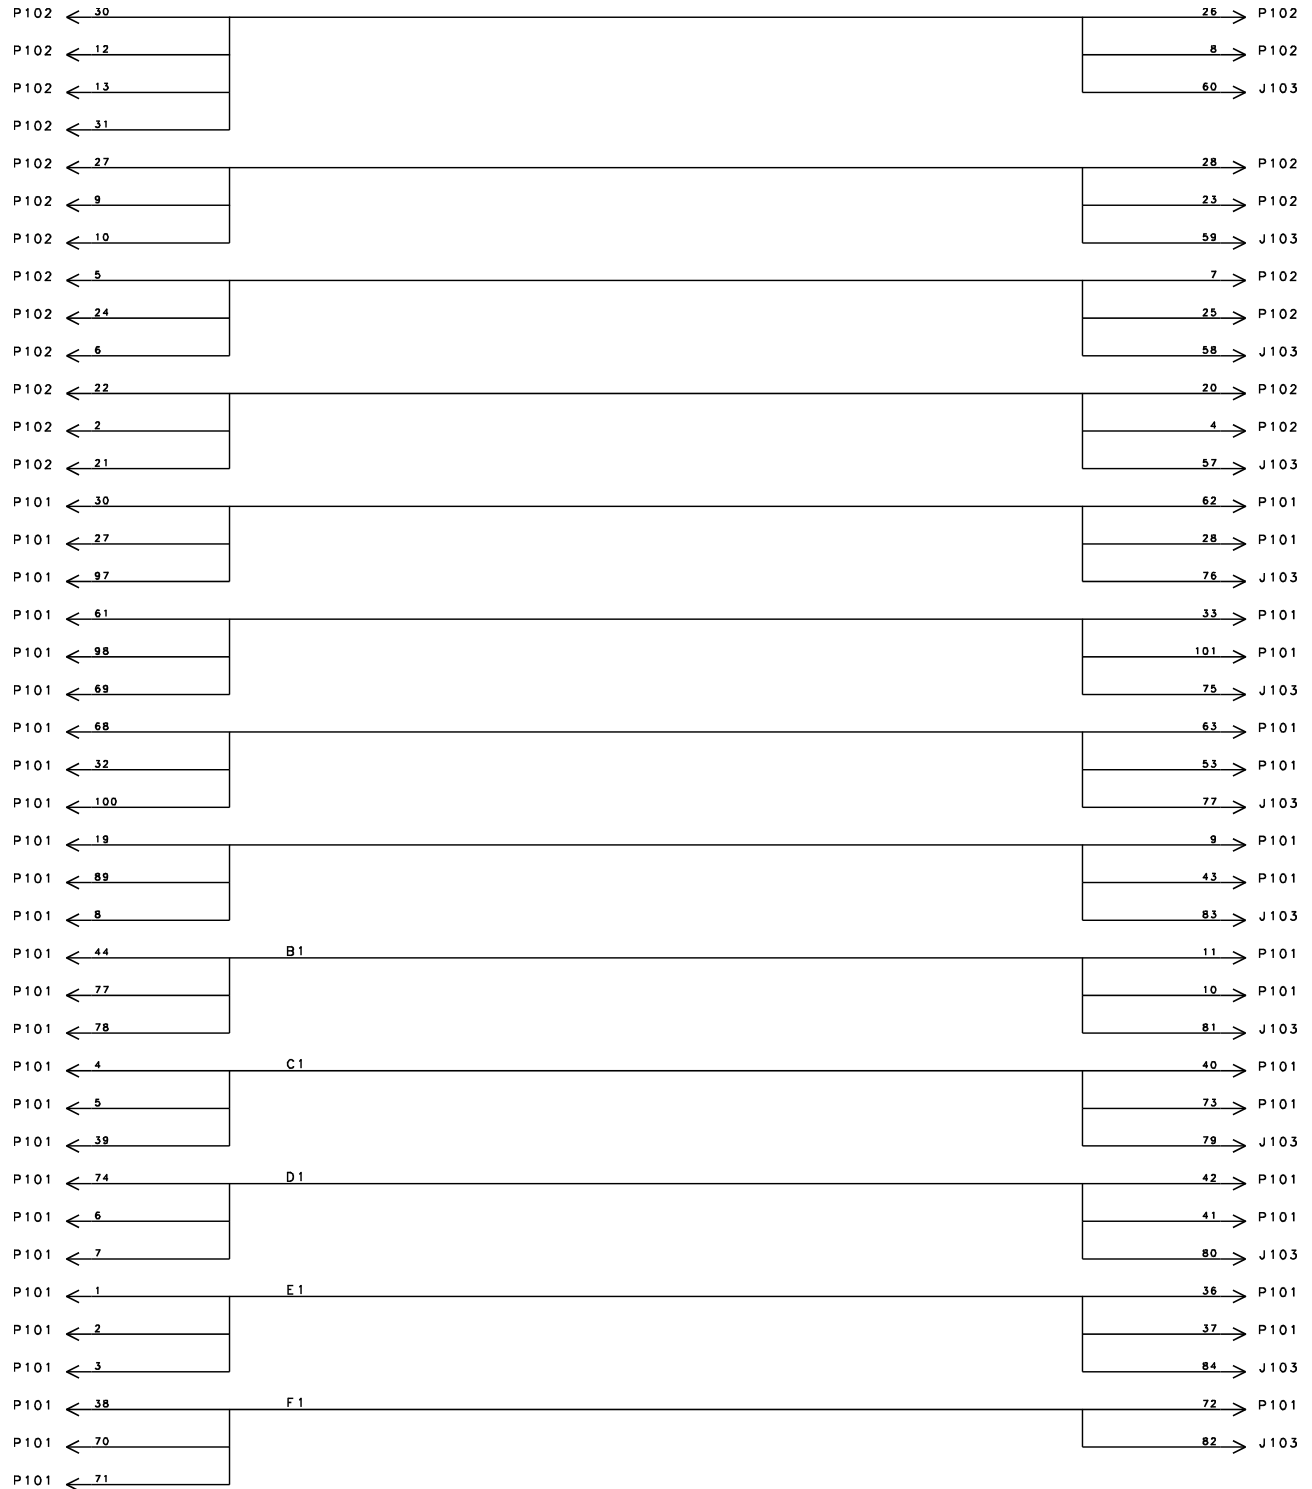 P102 30 26 P102
P102 12 8 P102
P102 13 60 J103
P102 31
P102 27 28 P102
P102 9 23 P102
P102 10 59 J103
P102 5 7 P102
P102 24 25 P102
P102 6 58 J103
P102 22 20 P102
P102 2 4 P102
P102 21 57 J103
P101 30 62 P101
P101 27 28 P101
P101 97 76 J103
P101 61 33 P101
P101 98 101 P101
P101 69 75 J103
P101 68 63 P101
P101 32 53 P101
P101 100 77 J103
P101 19 9 P101
P101 89 43 P101
P101 8 83 J103
P101 44 B1 11 P101
P101 77 10 P101
P101 78 81 J103
P101 4 C1 40 P101
P101 5 73 P101
P101 39 79 J103
P101 74 D1 42 P101
P101 6 41 P101
P101 7 80 J103
P101 1 E1 36 P101
P101 2 37 P101
P101 3 84 J103
P101 38 F1 72 P101
P101 70 82 J103
P101 71